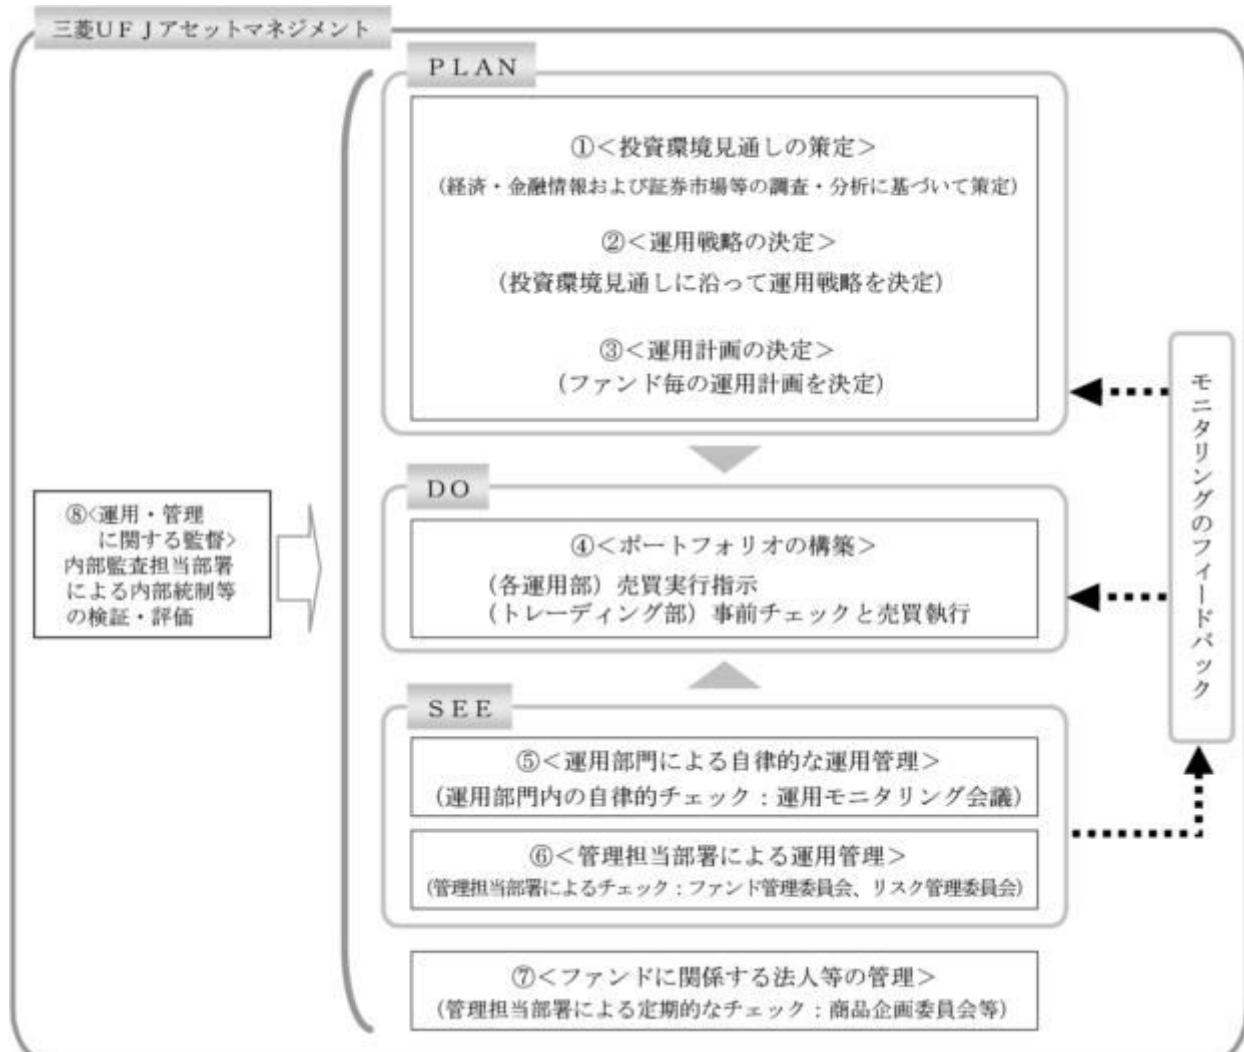 三菱ＵＦＪアセットマネジメント
ＰＬＡＮ
①＜投資環境見通しの策定＞
（経済・金融情報および証券市場等の調査・分析に基づいて策定）
②＜運用戦略の決定＞
（投資環境見通しに沿って運用戦略を決定）
③＜運用計画の決定＞
（ファンド毎の運用計画を決定）
ＤＯ
④＜ポートフォリオの構築＞
（各運用部）売買実行指示
（トレーディング部）事前チェックと売買執行
ＳＥＥ
⑤＜運用部門による自律的な運用管理＞
（運用部門内の自律的チェック：運用モニタリング会議）
⑥＜管理担当部署による運用管理＞
（管理担当部署によるチェック：ファンド管理委員会、リスク管理委員会）
⑦＜ファンドに関係する法人等の管理＞
（管理担当部署による定期的なチェック：商品企画委員会等）
⑧<運用・管理
に関する監督>
内部監査担当部署
による内部統制等
の検証・評価
モニタリングのフィードバック